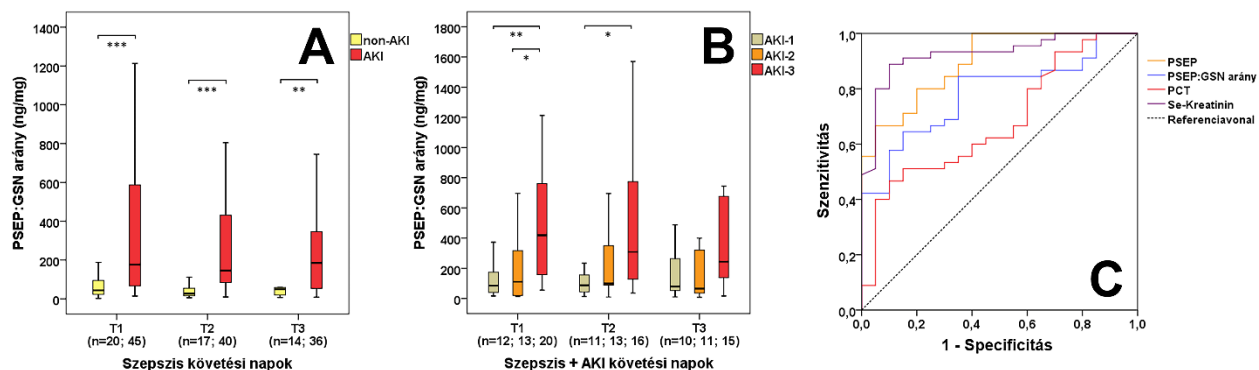 A
PSEP:GSN arány (ng/mg)
1400
1200
1000
800
600
400
200
0
***
***
**
non-AKI
AKI
T1
T2
T3
(n=20; 45)
(n=17; 40)
(n=14; 36)
Szepszis követési napok
B
PSEP:GSN arány (ng/mg)
1800
1600
1400
1200
1000
800
600
400
200
0
**
*
*
AKI-1
AKI-2
AKI-3
T1
T2
T3
(n=12; 13; 20)
(n=11; 13; 16)
(n=10; 11; 15)
Szepszis + AKI követési napok
C
Szenzitivitás
1,0
0,8
0,6
0,4
0,2
0,0
0,0
0,2
0,4
0,6
0,8
1,0
1 - Specificitás
PSEP
PSEP:GSN arány
PCT
Se-Kreatinin
Referenciavonal